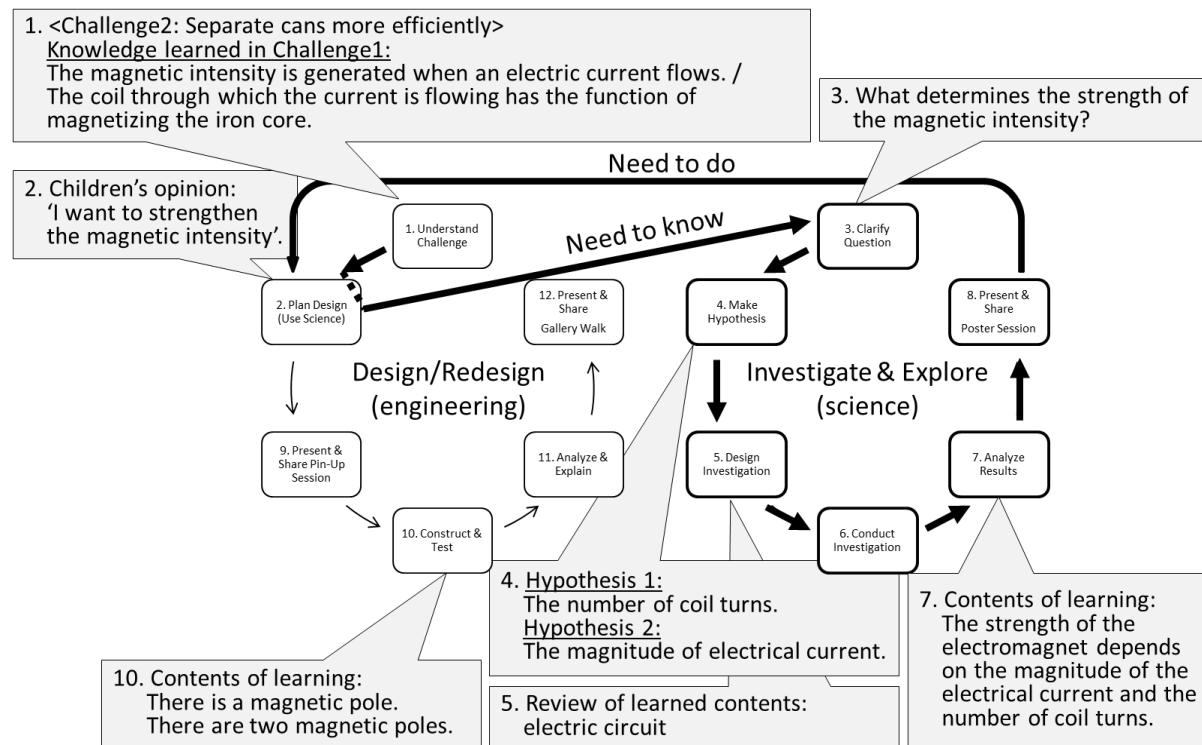 1. <Challenge2: Separate cans more efficiently>
Knowledge learned in Challenge1:
The magnetic intensity is generated when an electric current flows. /
The coil through which the current is flowing has the function of
magnetizing the iron core.
3. What determines the strength of
the magnetic intensity?
Need to do
2. Children's opinion:
'I want to strengthen
the magnetic intensity'.
1. Understand
Challenge
Need to know
3. Clarify
Question
2. Plan Design
(Use Science)
12. Present &
Share
Gallery Walk
4. Make
Hypothesis
8. Present &
Share
Poster Session
Design/Redesign
(engineering)
Investigate & Explore
(science)
9. Present &
Share Pin-Up
Session
11. Analyze &
Explain
5. Design
Investigation
7. Analyze
Results
10. Construct &
Test
6. Conduct
Investigation
4. Hypothesis 1:
The number of coil turns.
Hypothesis 2:
The magnitude of electrical current.
7. Contents of learning:
The strength of the
electromagnet depends
on the magnitude of the
electrical current and the
number of coil turns.
10. Contents of learning:
There is a magnetic pole.
There are two magnetic poles.
5. Review of learned contents:
electric circuit